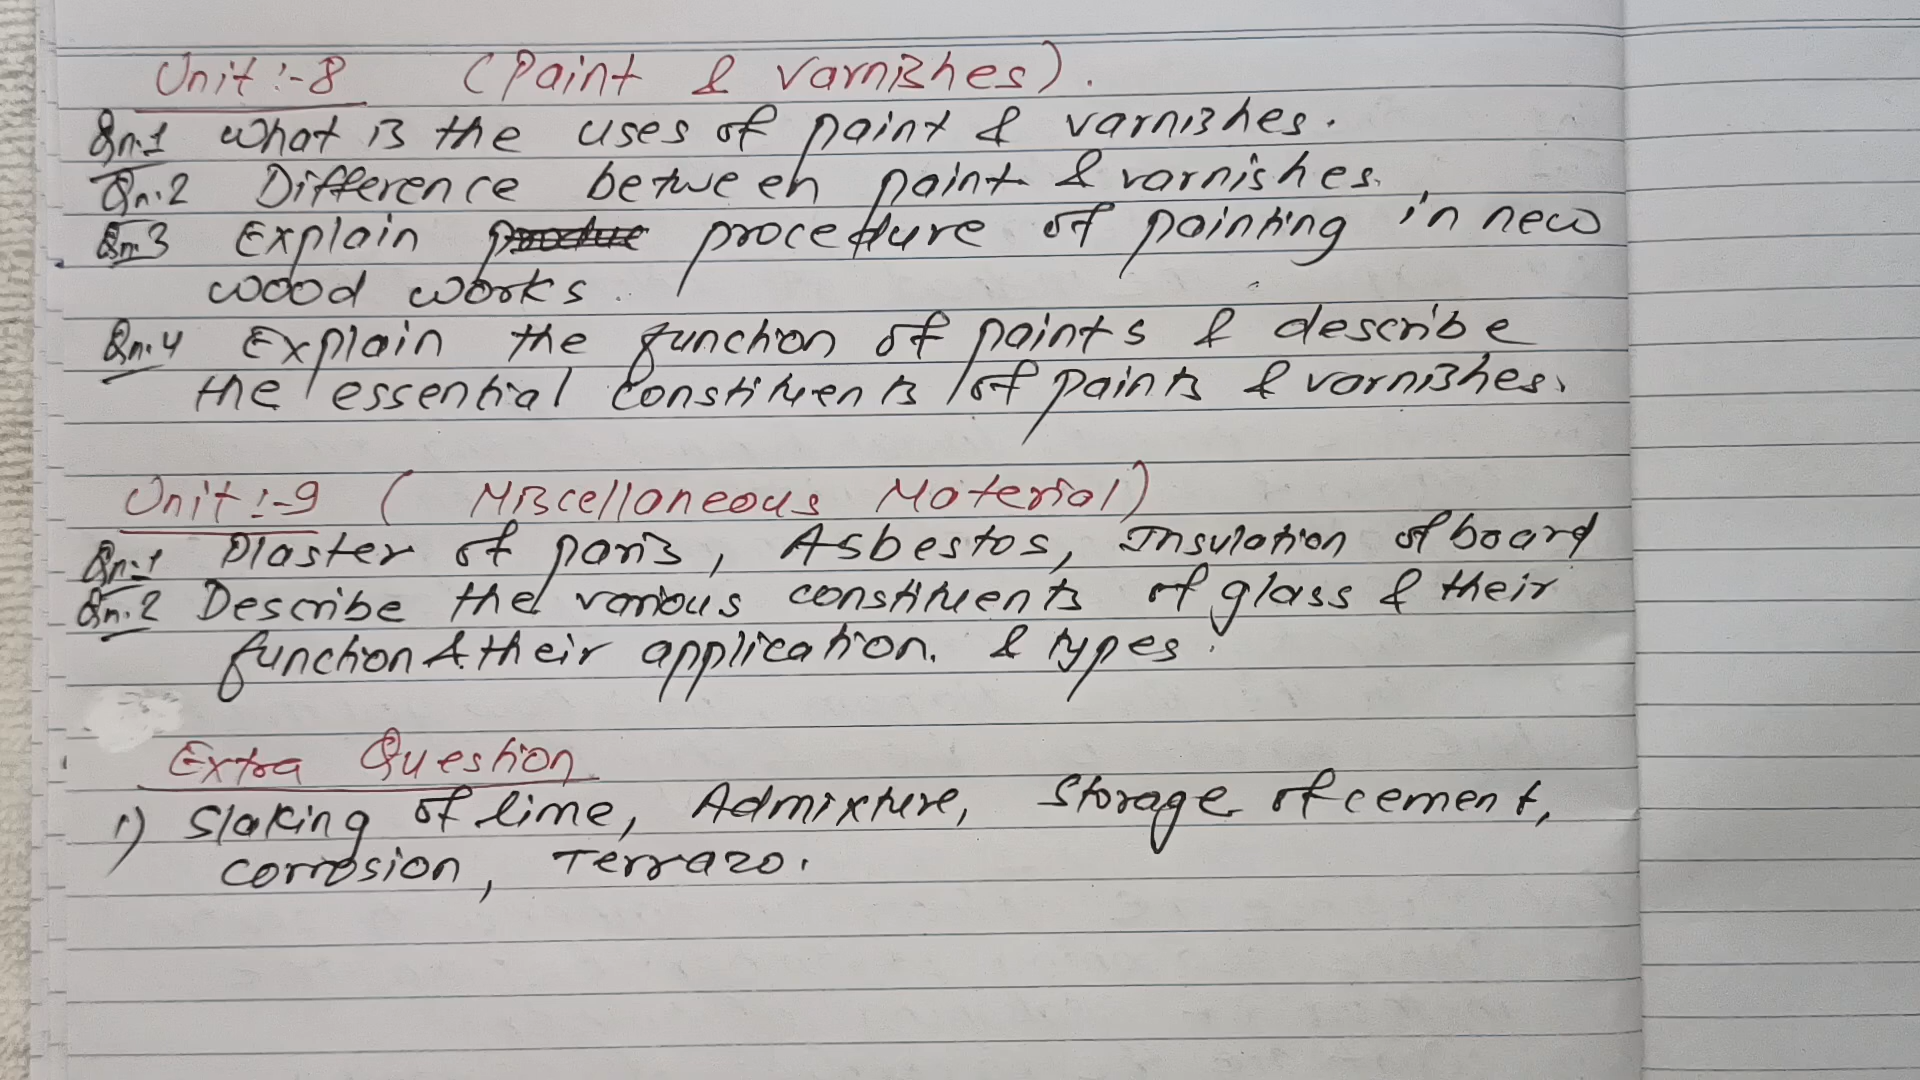 Unit:-8 (Paint & varnishes).
Qn.1 what is the uses of paint & varnishes.
Qn.2 Difference between paint & varnishes.
Qn.3 Explain procedure of painting in new
wood works.
Qn.4 Explain the function of paints & describe
the essential constituents of paints & varnishes.
Unit:-9 ( Miscellaneous Material)
Qn.1 Plaster of paris, Asbestos, Insulation of board
Qn.2 Describe the various constituents of glass & their
function & their application. & types.
Extra Question
1) Slaking of lime, Admixture, Storage of cement,
corrosion, Terrazo.